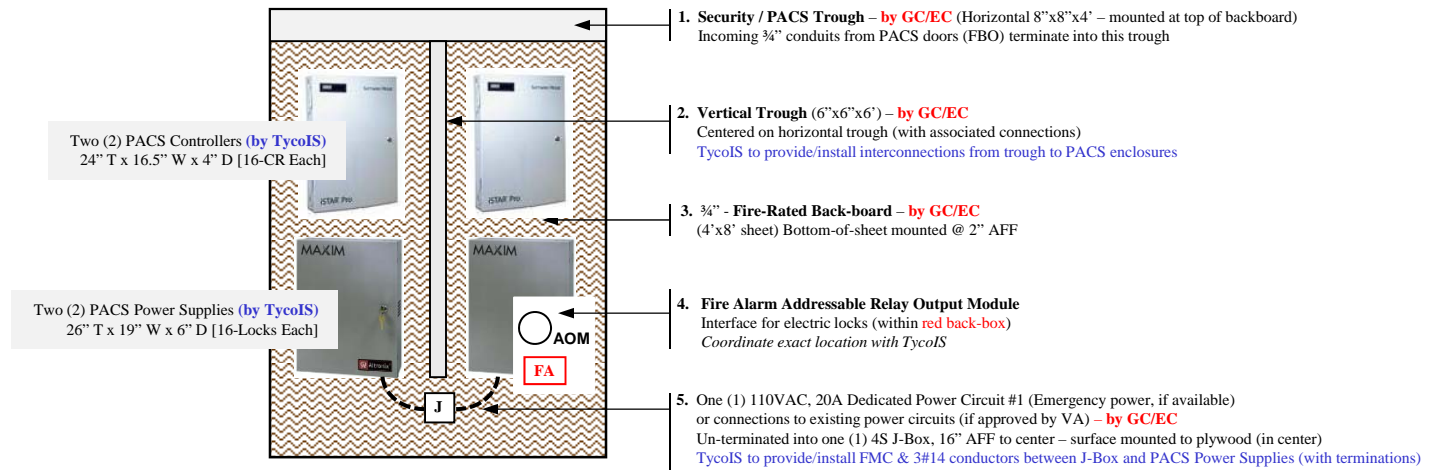 1. Security / PACS Trough – by GC/EC (Horizontal 8”x8”x4’ – mounted at top of backboard)
Incoming ¾” conduits from PACS doors (FBO) terminate into this trough
2. Vertical Trough (6”x6”x6’) – by GC/EC
Centered on horizontal trough (with associated connections)
TycoIS to provide/install interconnections from trough to PACS enclosures
Two (2) PACS Controllers (by TycoIS)
24” T x 16.5” W x 4” D [16-CR Each]
iSTAR Pro
iSTAR Pro
3. ¾” - Fire-Rated Back-board – by GC/EC
(4’x8’ sheet) Bottom-of-sheet mounted @ 2” AFF
MAXIM
MAXIM
Two (2) PACS Power Supplies (by TycoIS)
26” T x 19” W x 6” D [16-Locks Each]
Altronix
4. Fire Alarm Addressable Relay Output Module
Interface for electric locks (within red back-box)
Coordinate exact location with TycoIS
AOM
FA
J
5. One (1) 110VAC, 20A Dedicated Power Circuit #1 (Emergency power, if available)
or connections to existing power circuits (if approved by VA) – by GC/EC
Un-terminated into one (1) 4S J-Box, 16” AFF to center – surface mounted to plywood (in center)
TycoIS to provide/install FMC & 3#14 conductors between J-Box and PACS Power Supplies (with terminations)